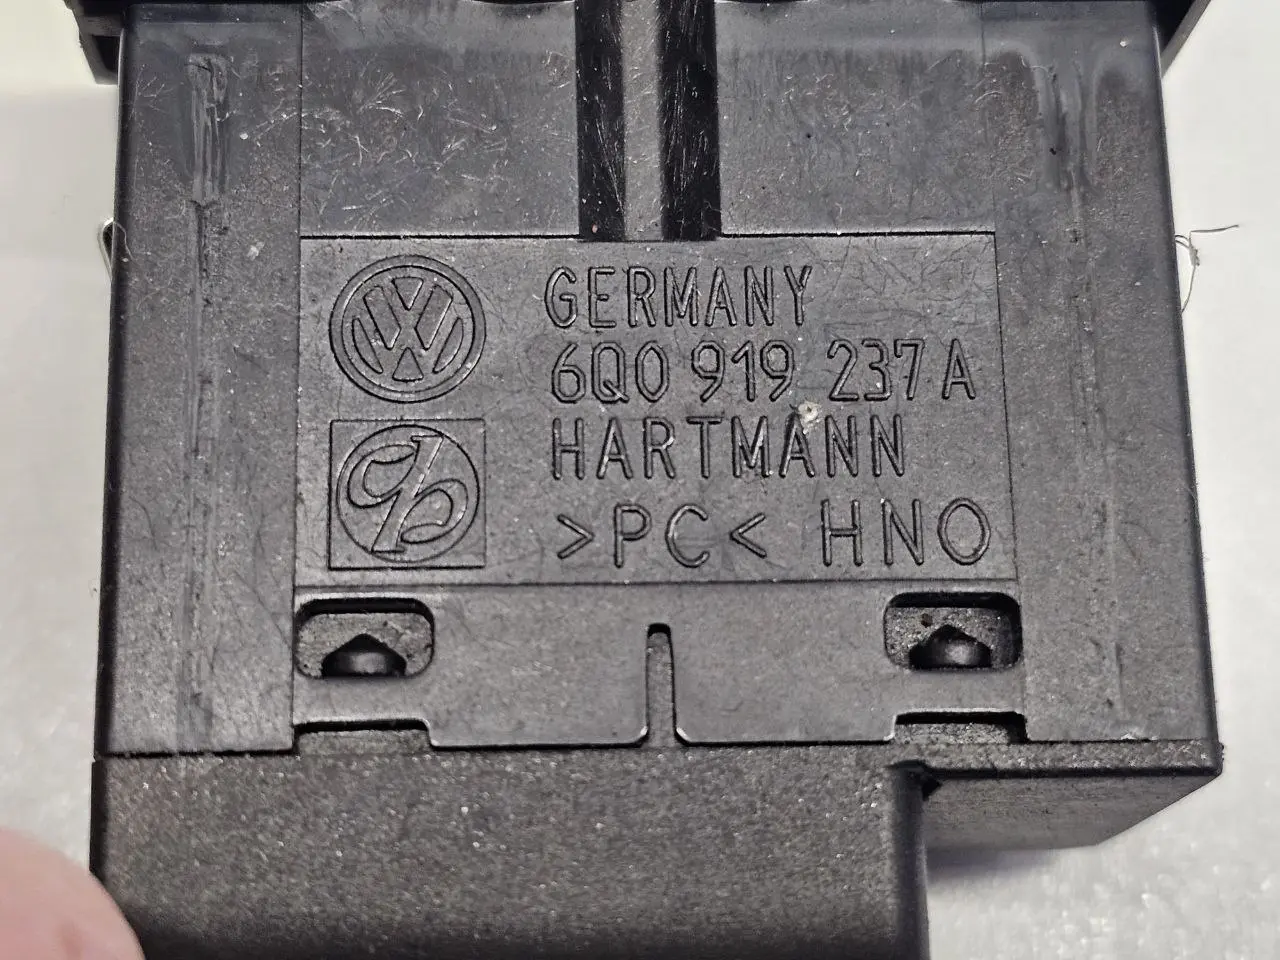 GERMANY
6Q0 919 237 A
HARTMANN
>PC< HNO